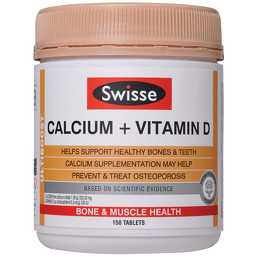 Swisse
ULTIBOOST
CALCIUM + VITAMIN D
HELPS SUPPORT HEALTHY BONES & TEETH
CALCIUM SUPPLEMENTATION MAY HELP
PREVENT & TREAT OSTEOPOROSIS
BASED ON SCIENTIFIC EVIDENCE
BONE & MUSCLE HEALTH
150 TABLETS